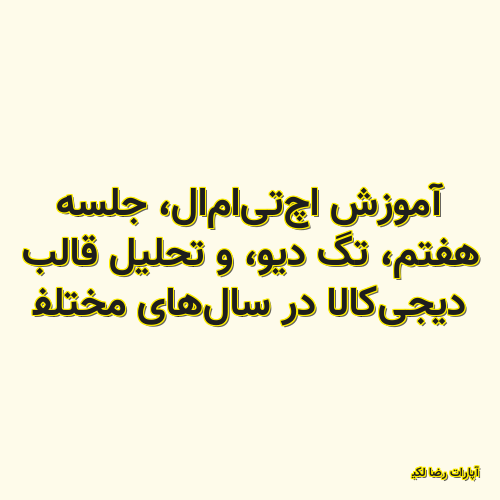 آموزش اچ‌تی‌ام‌ال، جلسه
هفتم، تگ دیو، و تحلیل قالب
دیجی‌کالا در سال‌های مختلف
آپارات رضا لکپ